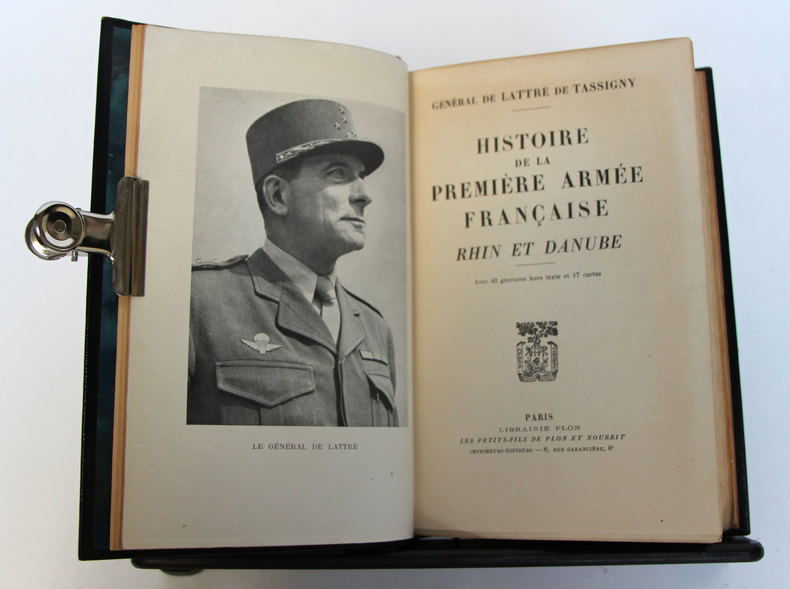 LE GÉNÉRAL DE LATTRE
GÉNÉRAL DE LATTRE DE TASSIGNY
HISTOIRE
DE LA
PREMIÈRE ARMÉE
FRANÇAISE
RHIN ET DANUBE
Avec 83 gravures hors texte et 17 cartes
PARIS
LIBRAIRIE PLON
LES PETITS-FILS DE PLON ET NOURRIT
IMPRIMEURS-ÉDITEURS — 8, RUE GARANCIÈRE, 6e